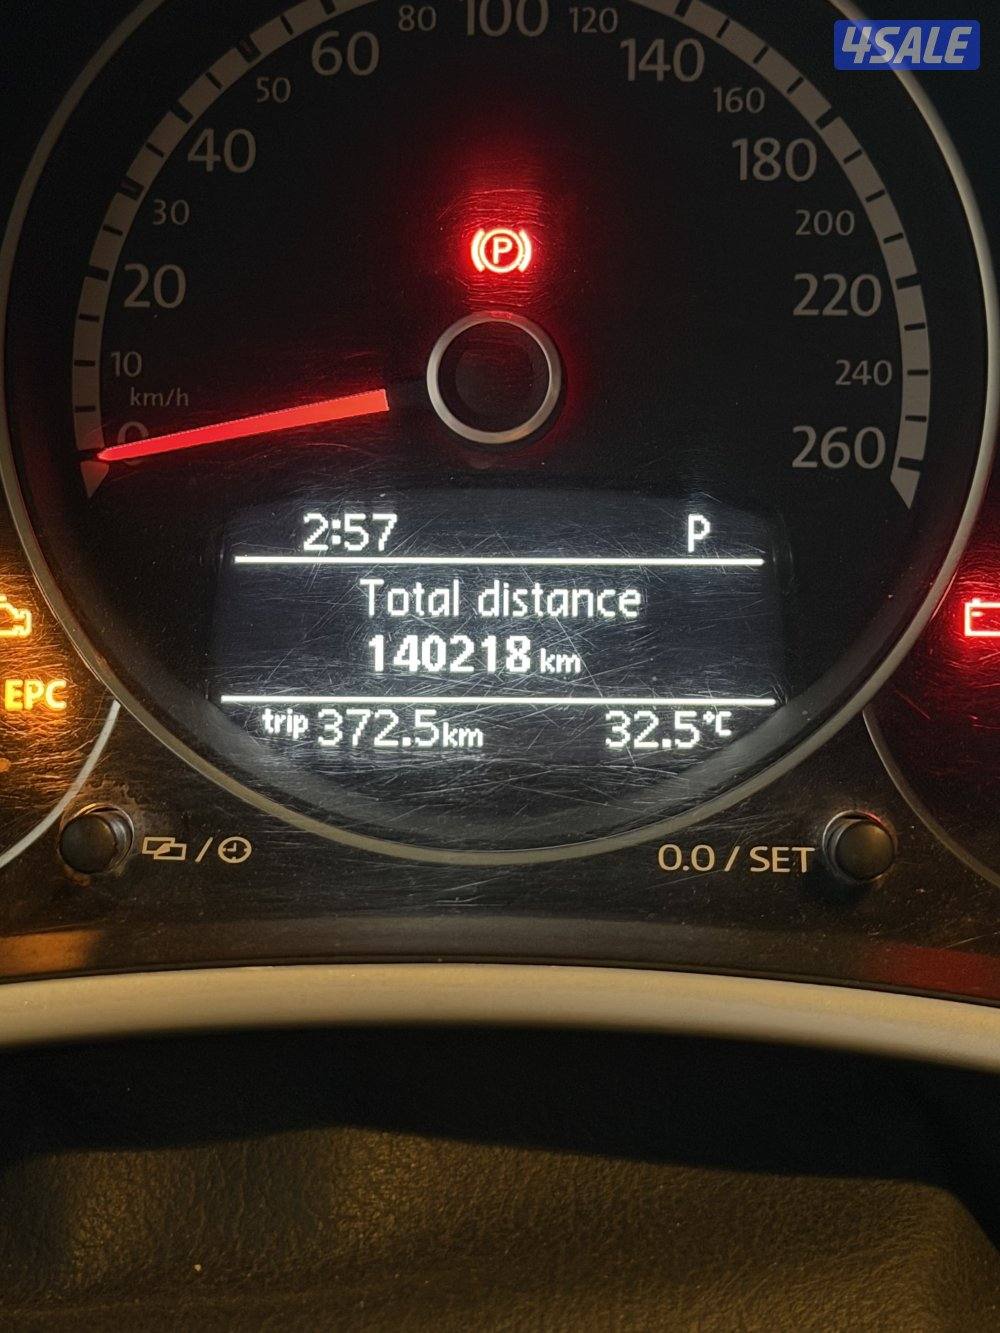 4SALE
80 100 120
60 140
50 160
40 180
30 200
20 220
10 240
km/h
0 260
2:57 P
Total distance
140218 km
EPC
trip 372.5 km 32.5°C
0.0 / SET